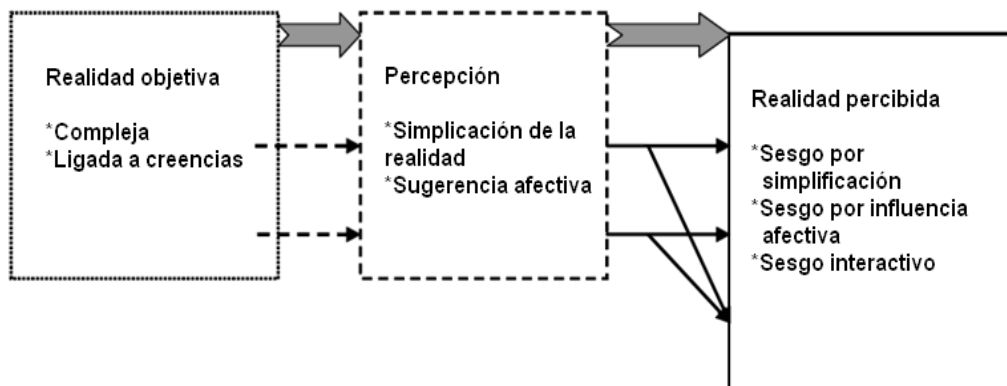 Realidad objetiva
*Compleja
*Ligada a creencias
Percepción
*Simplicación de la
realidad
*Sugerencia afectiva
Realidad percibida
*Sesgo por
simplificación
*Sesgo por influencia
afectiva
*Sesgo interactivo